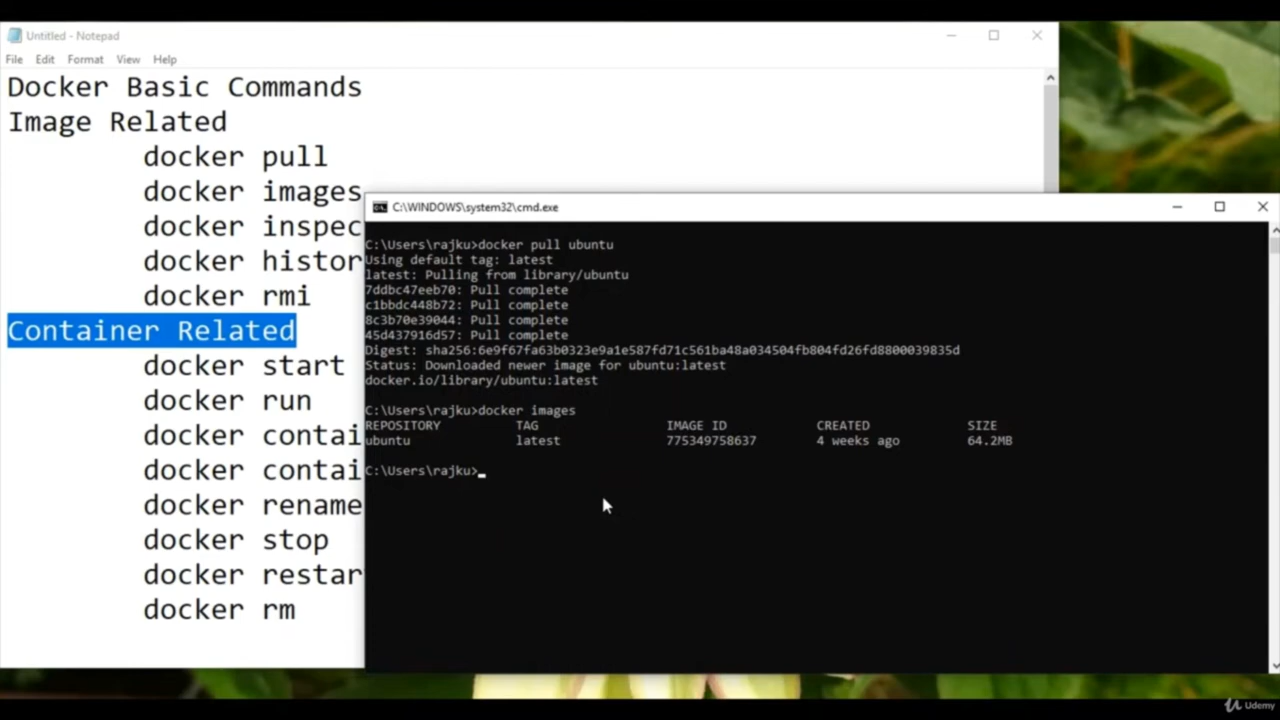 Untitled - Notepad
File Edit Format View Help
Docker Basic Commands
Image Related
docker pull
docker images
docker inspec
docker histor
docker rmi
Container Related
docker start
docker run
docker contai
docker contai
docker rename
docker stop
docker restar
docker rm
C:\WINDOWS\system32\cmd.exe
C:\Users\rajku>docker pull ubuntu
Using default tag: latest
latest: Pulling from library/ubuntu
7ddbc47eeb70: Pull complete
c1bbdc448b72: Pull complete
8c3b70e39044: Pull complete
45d437916d57: Pull complete
Digest: sha256:6e9f67fa63b0323e9a1e587fd71c561ba48a034504fb804fd26fd8800039835d
Status: Downloaded newer image for ubuntu:latest
docker.io/library/ubuntu:latest
C:\Users\rajku>docker images
REPOSITORY TAG IMAGE ID CREATED SIZE
ubuntu latest 775349758637 4 weeks ago 64.2MB
C:\Users\rajku>
Udemy